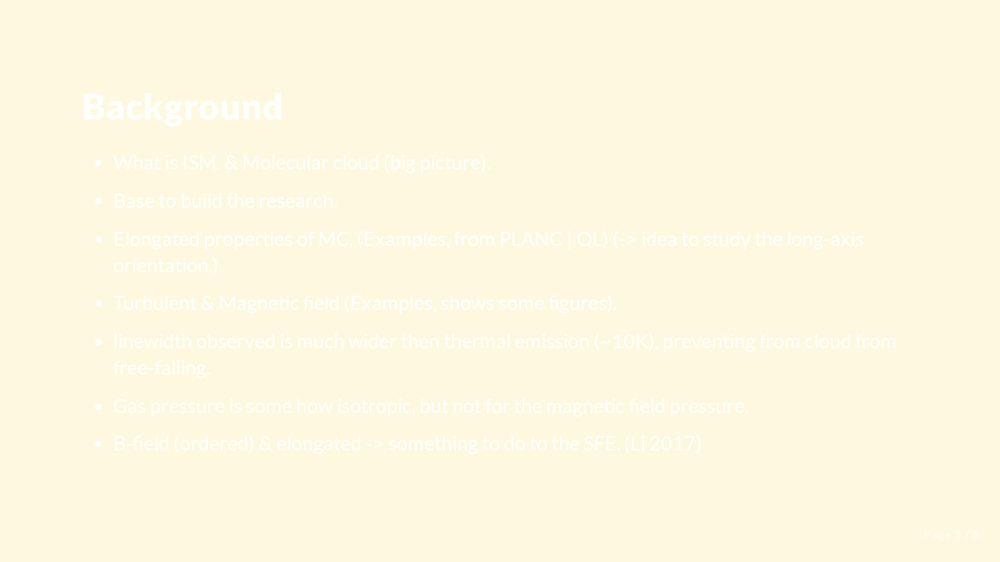 Background
• What is ISM. & Molecular cloud (big picture).
• Base to build the research.
• Elongated properties of MC. (Examples, from PLANC | QL) (-> idea to study the long-axis
orientation.)
• Turbulent & Magnetic field (Examples, shows some figures).
• linewidth observed is much wider then thermal emission (~10K), preventing from cloud from
free-falling.
• Gas pressure is some how isotropic, but not for the magnetic field pressure.
• B-field (ordered) & elongated -> something to do to the SFE. (Li 2017)
Page 3 / 8